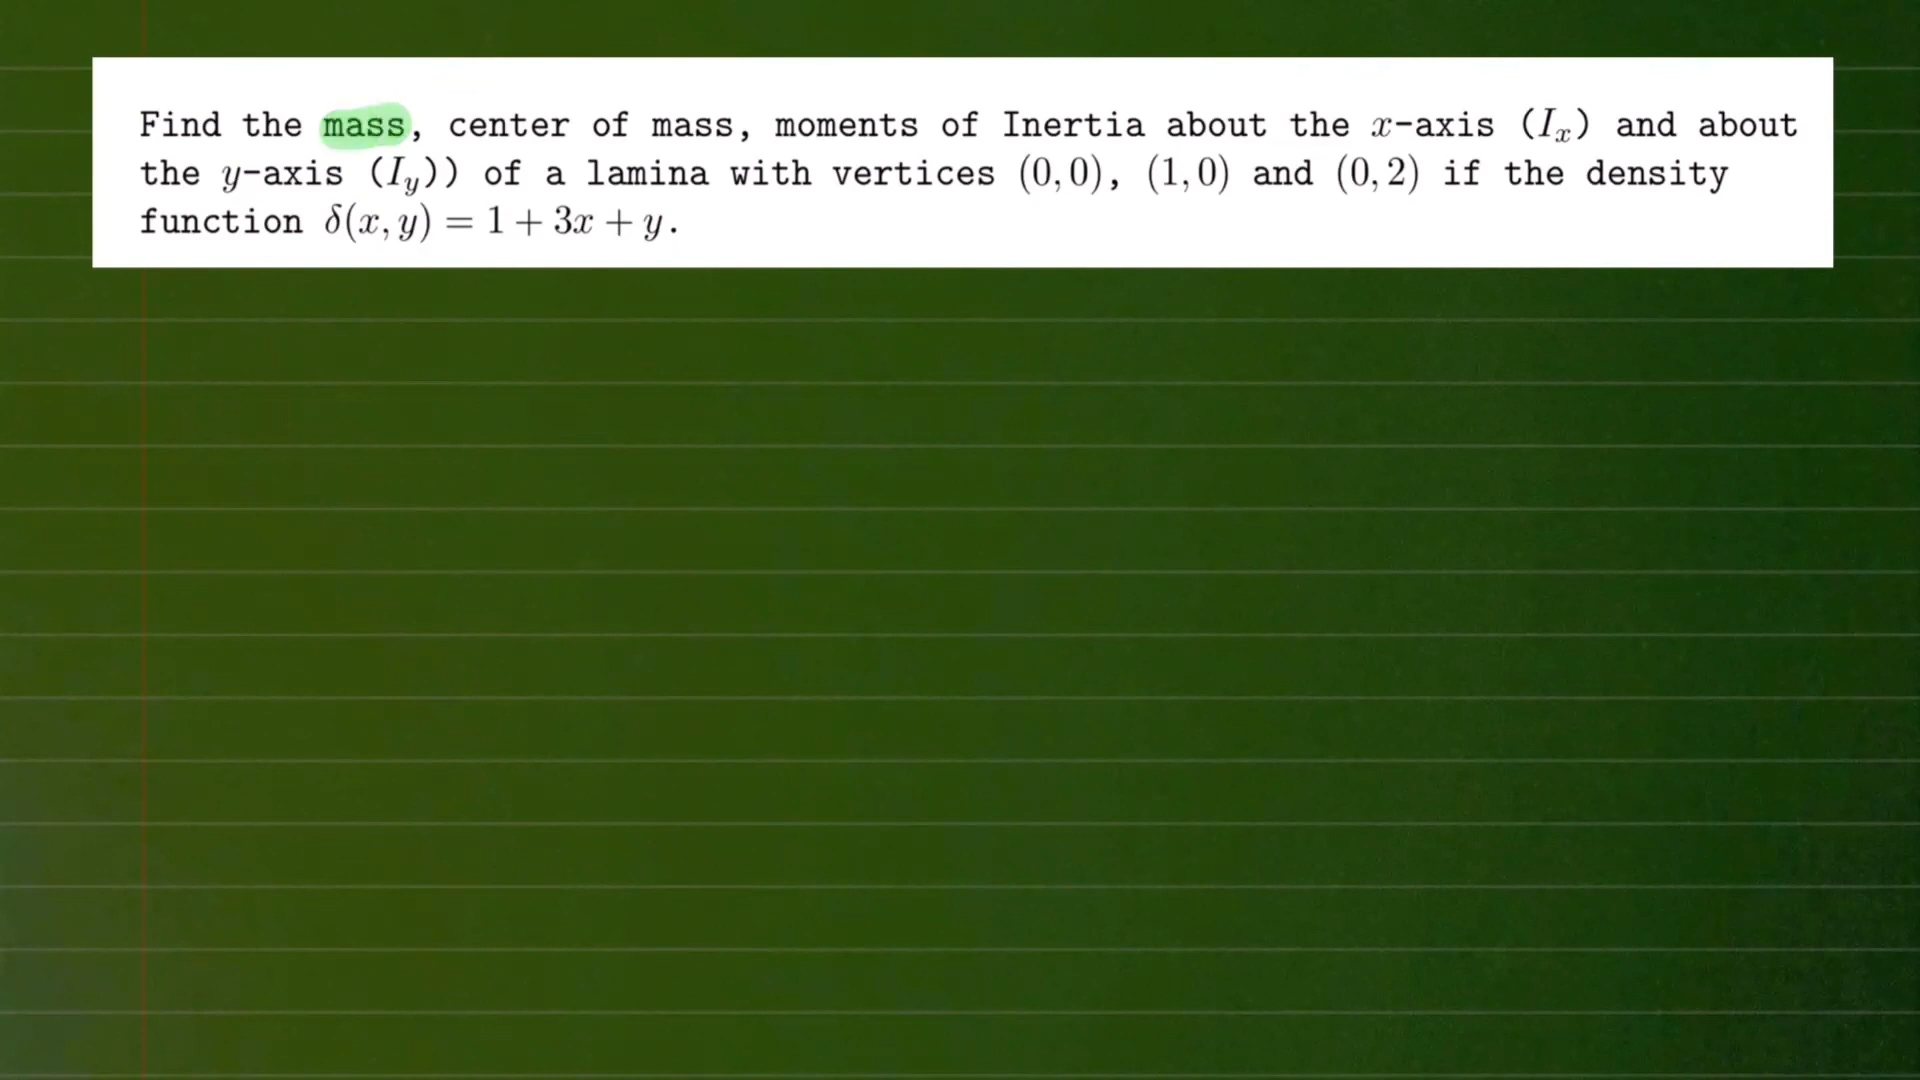 Find the mass, center of mass, moments of Inertia about the x-axis (Iₓ) and about
the y-axis (I_y)) of a lamina with vertices (0, 0), (1, 0) and (0, 2) if the density
function δ(x, y) = 1 + 3x + y.